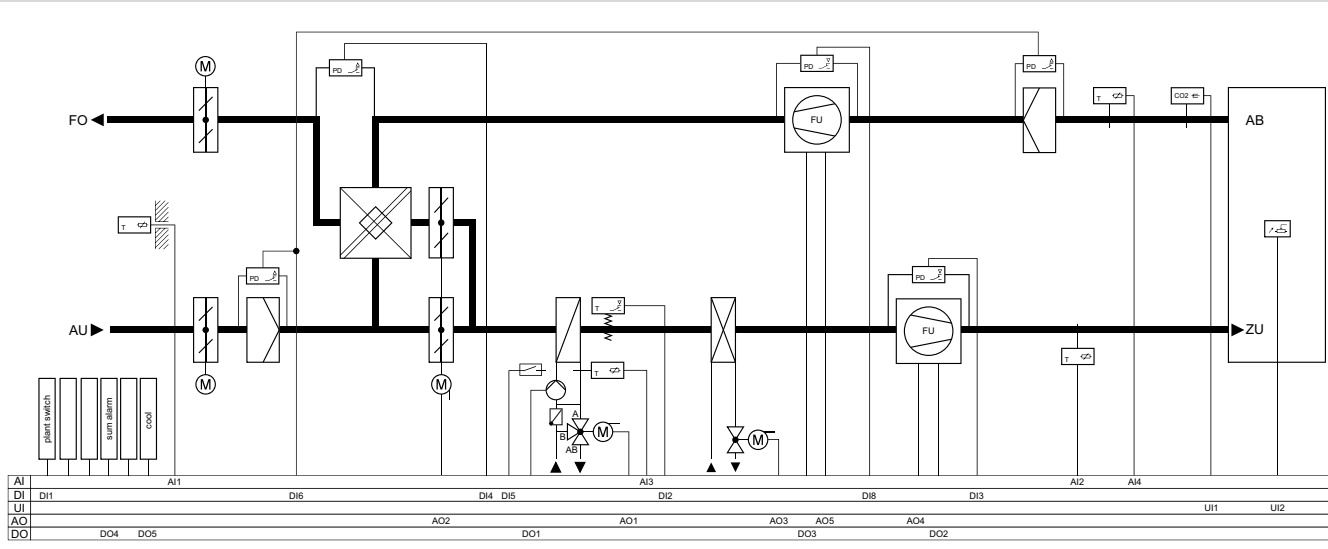 M
PD
PD
PD
T
CO2
FO
FU
AB
T
PD
PD
AU
T
FU
ZU
M
M
T
T
plant switch
sum alarm
cool
A
B
M
AB
M
AI AI1 AI3 AI2 AI4
DI DI1 DI6 DI4 DI5 DI2 DI8 DI3
UI UI1 UI2
AO AO2 AO1 AO3 AO5 AO4
DO DO4 DO5 DO1 DO3 DO2